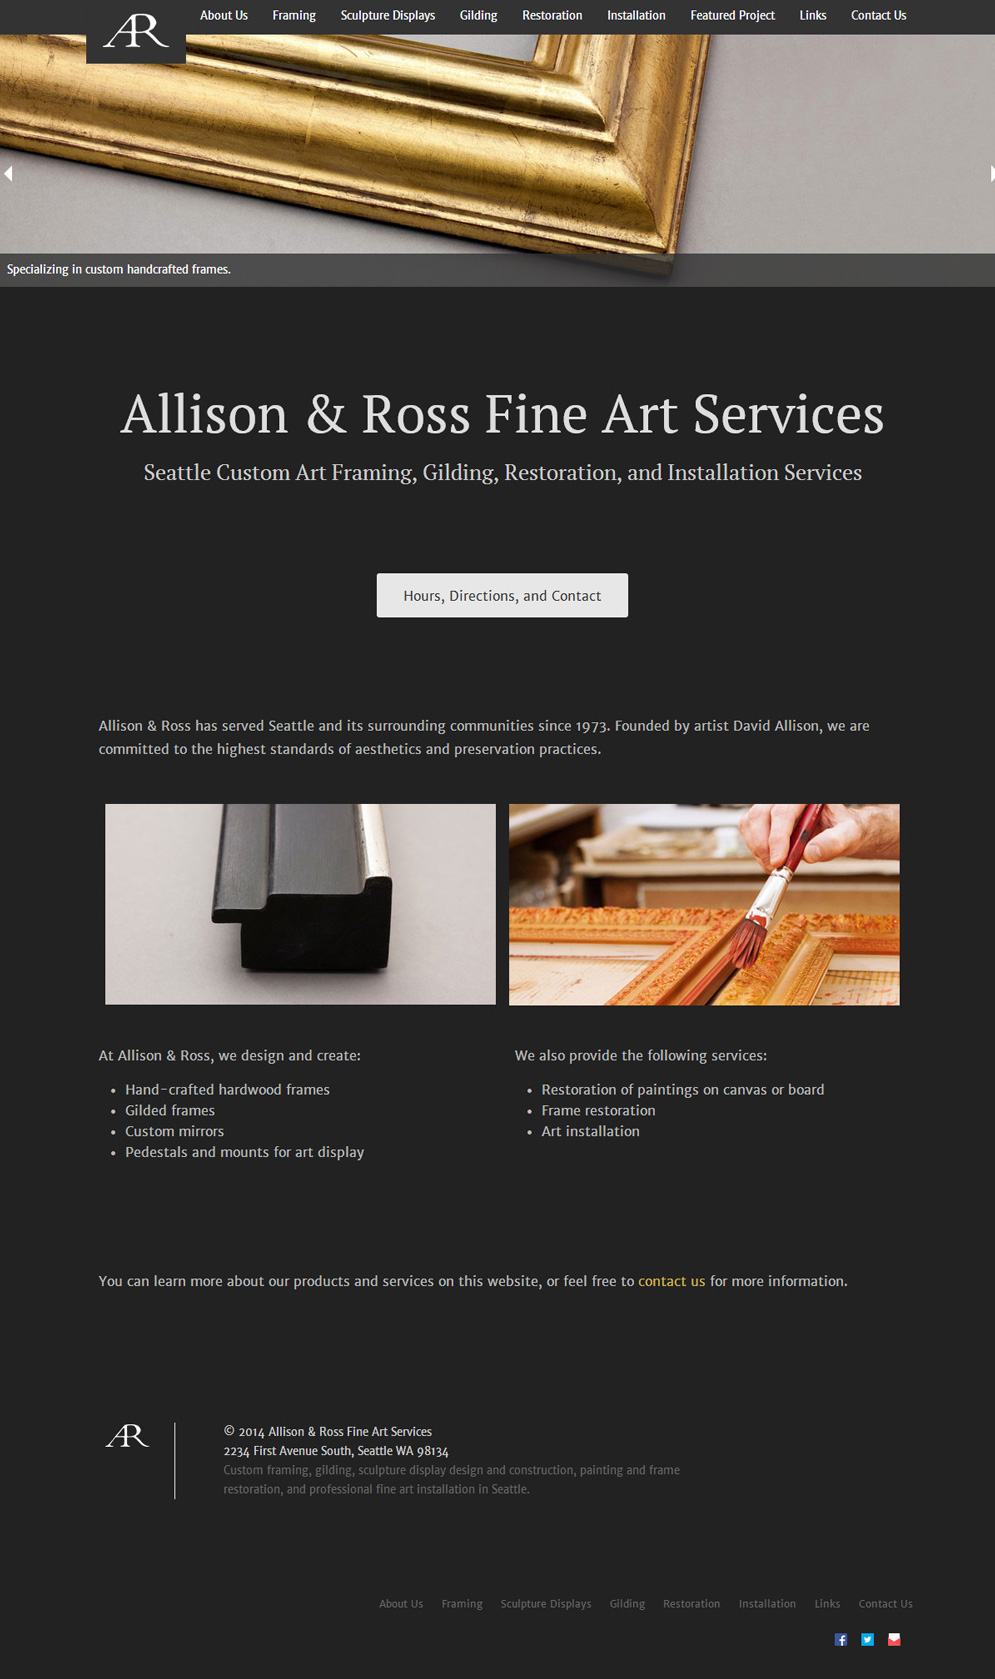 AR
About Us Framing Sculpture Displays Gilding Restoration Installation Featured Project Links Contact Us
Specializing in custom handcrafted frames.
Allison & Ross Fine Art Services
Seattle Custom Art Framing, Gilding, Restoration, and Installation Services
Hours, Directions, and Contact
Allison & Ross has served Seattle and its surrounding communities since 1973. Founded by artist David Allison, we are
committed to the highest standards of aesthetics and preservation practices.
At Allison & Ross, we design and create:
• Hand-crafted hardwood frames
• Gilded frames
• Custom mirrors
• Pedestals and mounts for art display
We also provide the following services:
• Restoration of paintings on canvas or board
• Frame restoration
• Art installation
You can learn more about our products and services on this website, or feel free to contact us for more information.
AR
© 2014 Allison & Ross Fine Art Services
2234 First Avenue South, Seattle WA 98134
Custom framing, gilding, sculpture display design and construction, painting and frame
restoration, and professional fine art installation in Seattle.
About Us Framing Sculpture Displays Gilding Restoration Installation Links Contact Us